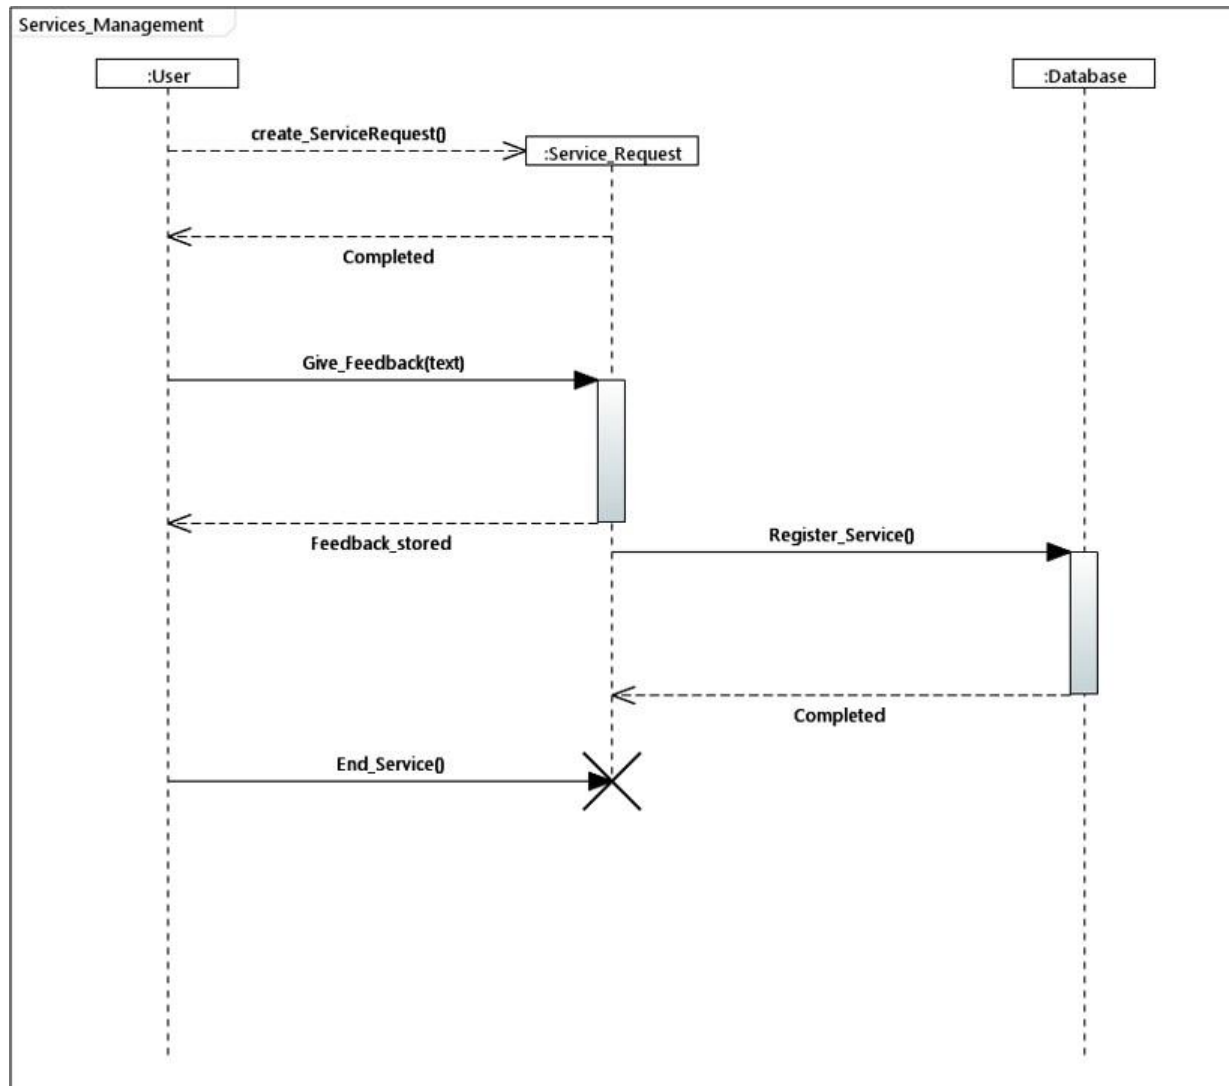 Services_Management
:User
:Database
create_ServiceRequest()
:Service_Request
Completed
Give_Feedback(text)
Feedback_stored
Register_Service()
Completed
End_Service()